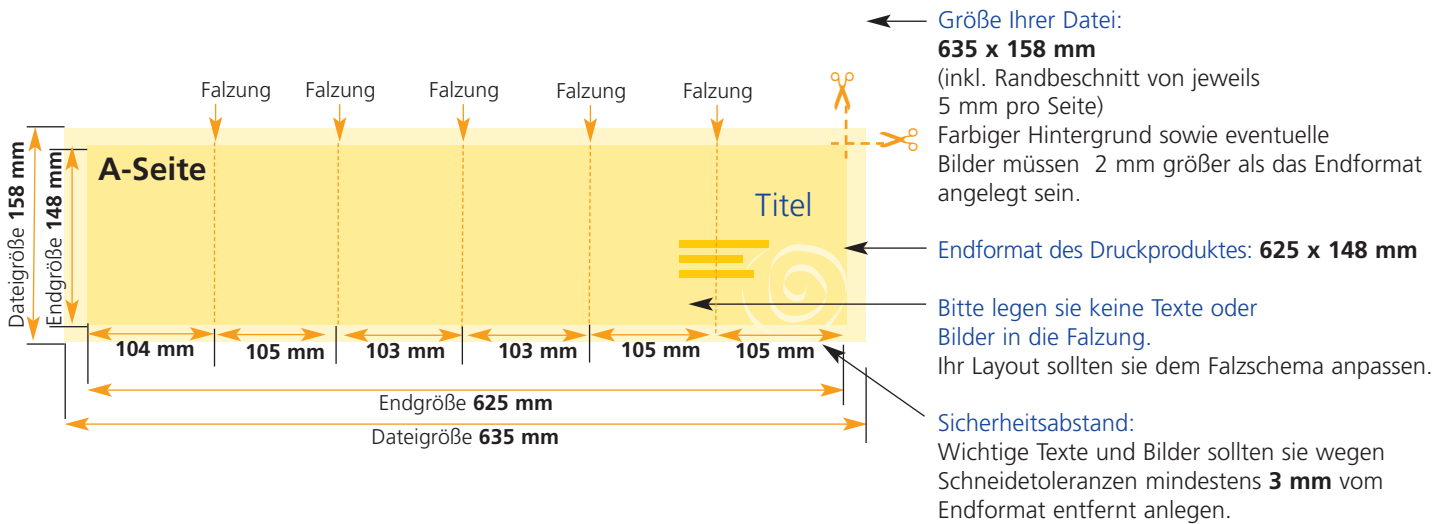 Größe Ihrer Datei:
635 x 158 mm
(inkl. Randbeschnitt von jeweils
5 mm pro Seite)
Farbiger Hintergrund sowie eventuelle
Bilder müssen 2 mm größer als das Endformat
angelegt sein.
Falzung Falzung Falzung Falzung Falzung
Dateigröße 158 mm
Endgröße 148 mm
A-Seite
Titel
Endformat des Druckproduktes: 625 x 148 mm
Bitte legen sie keine Texte oder
Bilder in die Falzung.
Ihr Layout sollten sie dem Falzschema anpassen.
104 mm 105 mm 103 mm 103 mm 105 mm 105 mm
Endgröße 625 mm
Dateigröße 635 mm
Sicherheitsabstand:
Wichtige Texte und Bilder sollten sie wegen
Schneidetoleranzen mindestens 3 mm vom
Endformat entfernt anlegen.